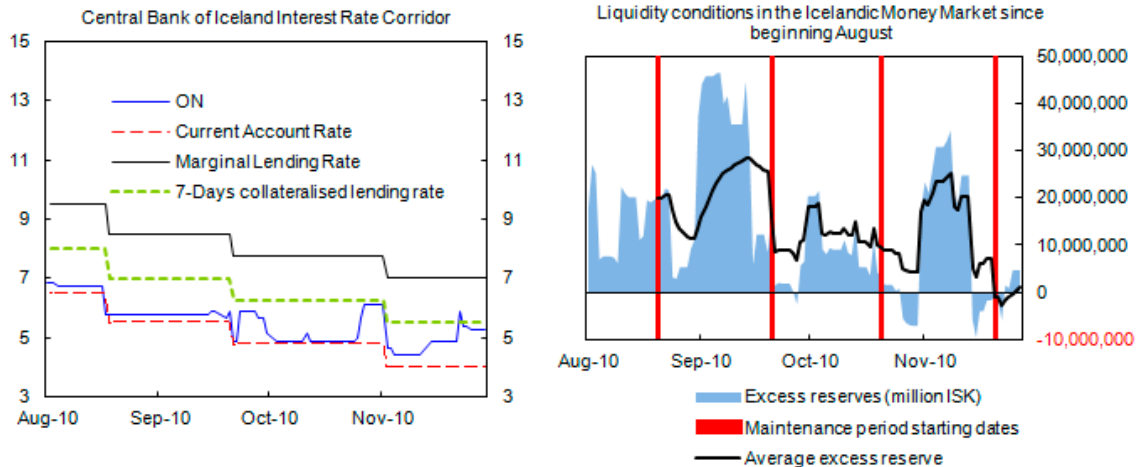 Central Bank of Iceland Interest Rate Corridor
15
13
11
9
7
5
3
15
13
11
9
7
5
3
ON
Current Account Rate
Marginal Lending Rate
7-Days collateralised lending rate
Aug-10 Sep-10 Oct-10 Nov-10
Liquidity conditions in the Icelandic Money Market since
beginning August
50,000,000
40,000,000
30,000,000
20,000,000
10,000,000
0
-10,000,000
Aug-10 Sep-10 Oct-10 Nov-10
Excess reserves (million ISK)
Maintenance period starting dates
Average excess reserve